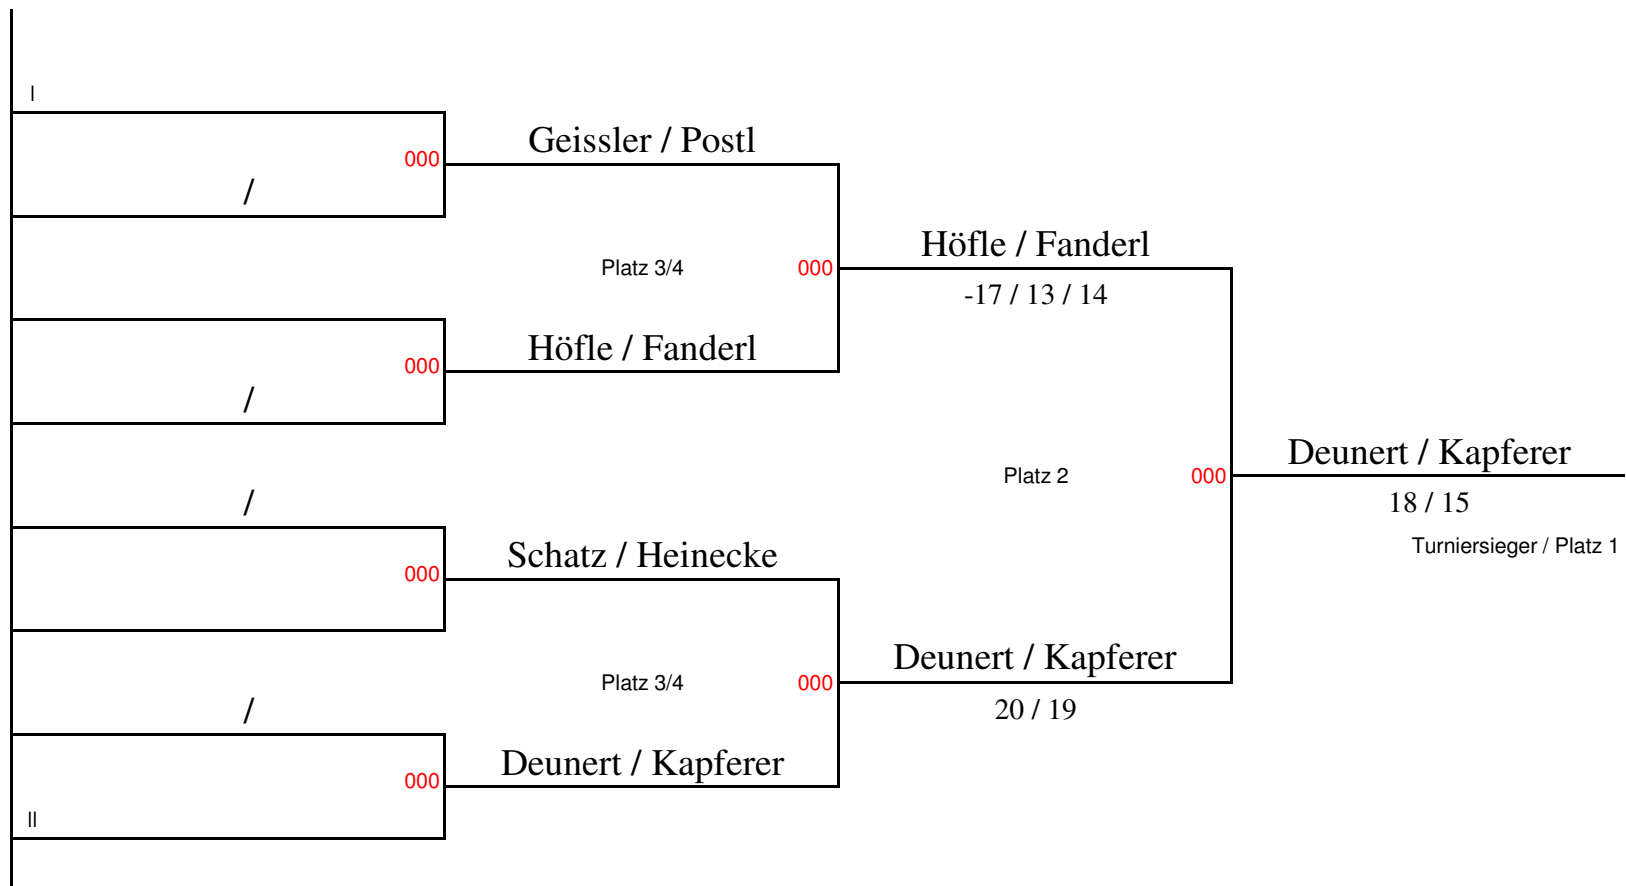 I
000
/
Geissler / Postl
Platz 3/4
000
Höfle / Fanderl
-17 / 13 / 14
000
/
Höfle / Fanderl
Platz 2
000
Deunert / Kapferer
18 / 15
Turniersieger / Platz 1
/
000
Schatz / Heinecke
Platz 3/4
000
Deunert / Kapferer
20 / 19
/
000
II
Deunert / Kapferer